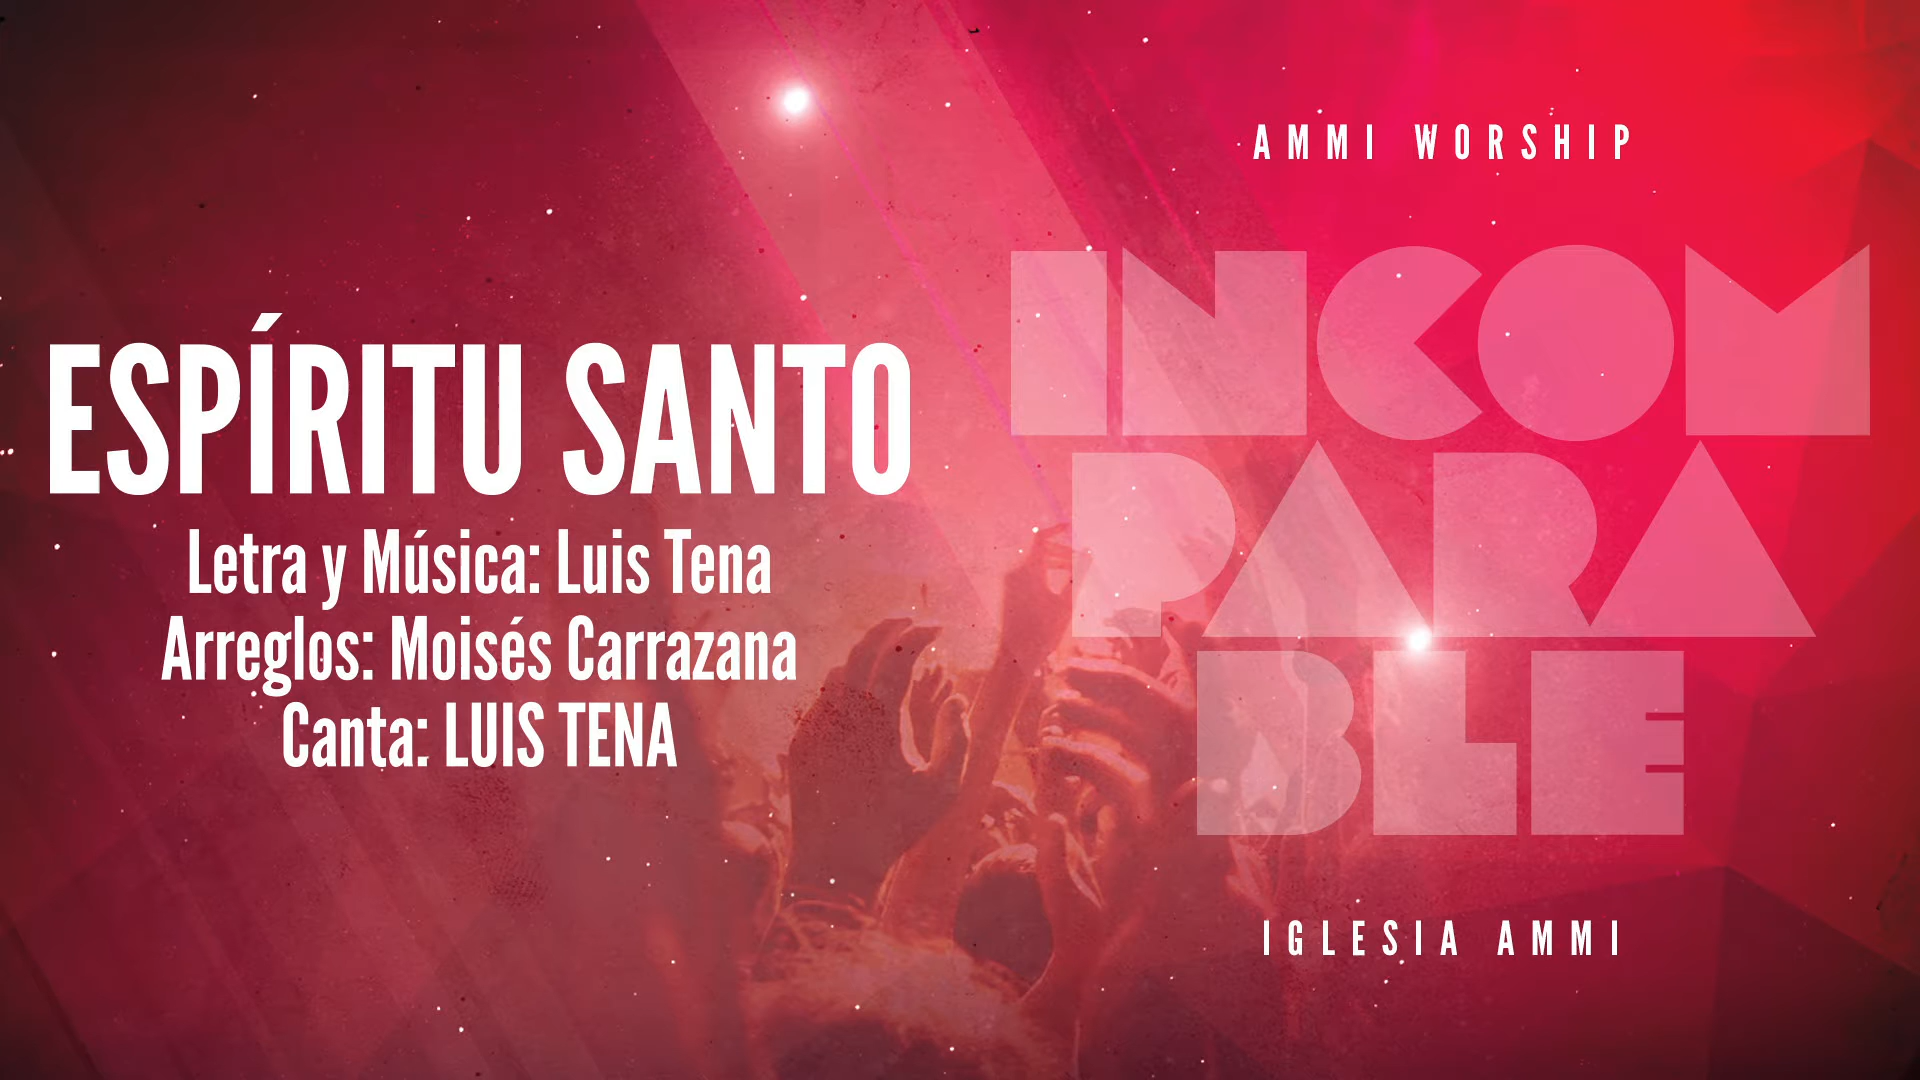 ESPÍRITU SANTO
Letra y Música: Luis Tena
Arreglos: Moisés Carrazana
Canta: LUIS TENA
AMMI WORSHIP
INCOM
PARA
BLE
IGLESIA AMMI